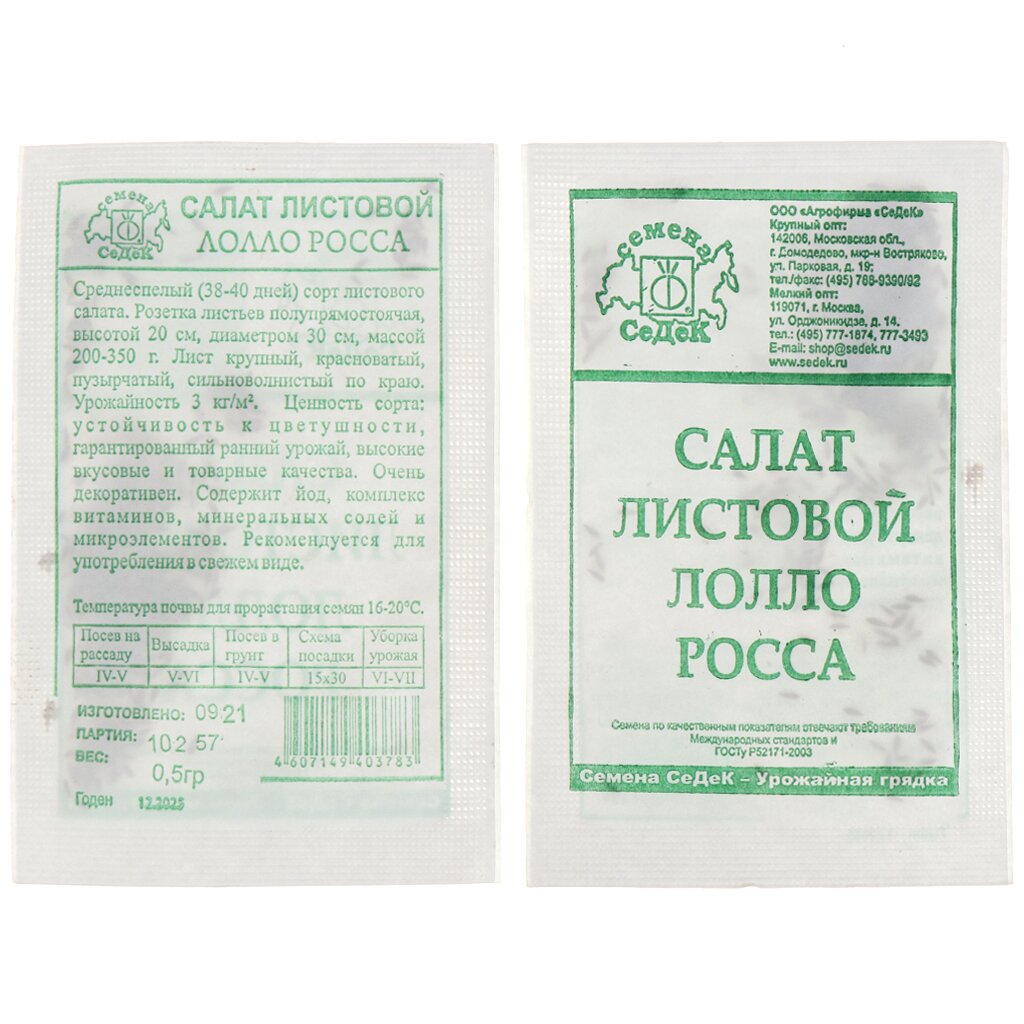 семена
СеДеК
САЛАТ ЛИСТОВОЙ
ЛОЛЛО РОССА
Среднеспелый (38-40 дней) сорт листового
салата. Розетка листьев полупрямостоячая,
высотой 20 см, диаметром 30 см, массой
200-350 г. Лист крупный, красноватый,
пузырчатый, сильноволнистый по краю.
Урожайность 3 кг/м². Ценность сорта:
устойчивость к цветушности,
гарантированный ранний урожай, высокие
вкусовые и товарные качества. Очень
декоративен. Содержит йод, комплекс
витаминов, минеральных солей и
микроэлементов. Рекомендуется для
употребления в свежем виде.
Температура почвы для прорастания семян 16-20°С.
Посев на рассаду Высадка Посев в грунт Схема посадки Уборка урожая
IV-V V-VI IV-V 15x30 VI-VII
ИЗГОТОВЛЕНО: 09 21
ПАРТИЯ: 102 57
ВЕС: 0,5гр
Годен 12.2025
4 607149 403783
семена
СеДеК
ООО «Агрофирма «СеДеК»
Крупный опт:
142006, Московская обл.,
г. Домодедово, мкр-н Востряково,
ул. Парковая, д. 19;
тел./факс: (495) 788-9390/92
Мелкий опт:
119071, г. Москва,
ул. Орджоникидзе, д. 14.
тел.: (495) 777-1874, 777-3493
E-mail: shop@sedek.ru
www.sedek.ru
САЛАТ
ЛИСТОВОЙ
ЛОЛЛО
РОССА
Семена по качественным показателям отвечают требованиям
Международных стандартов и
ГОСТу Р52171-2003
Семена СеДеК – Урожайная грядка